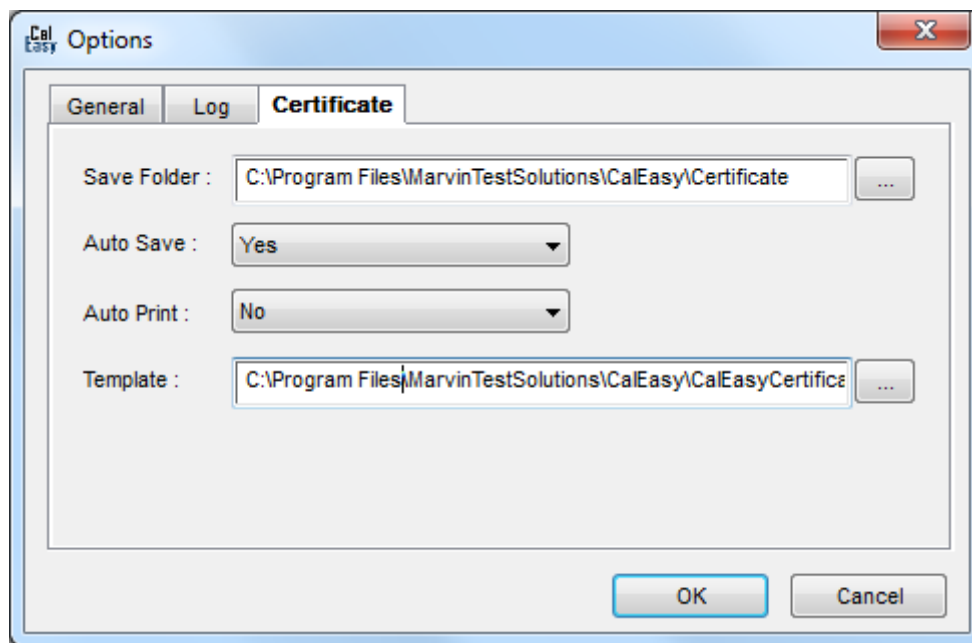 Cal Easy Options
General Log Certificate
Save Folder : C:\Program Files\MarvinTestSolutions\CalEasy\Certificate ...
Auto Save : Yes
Auto Print : No
Template : C:\Program Files\MarvinTestSolutions\CalEasy\CalEasyCertifica ...
OK Cancel